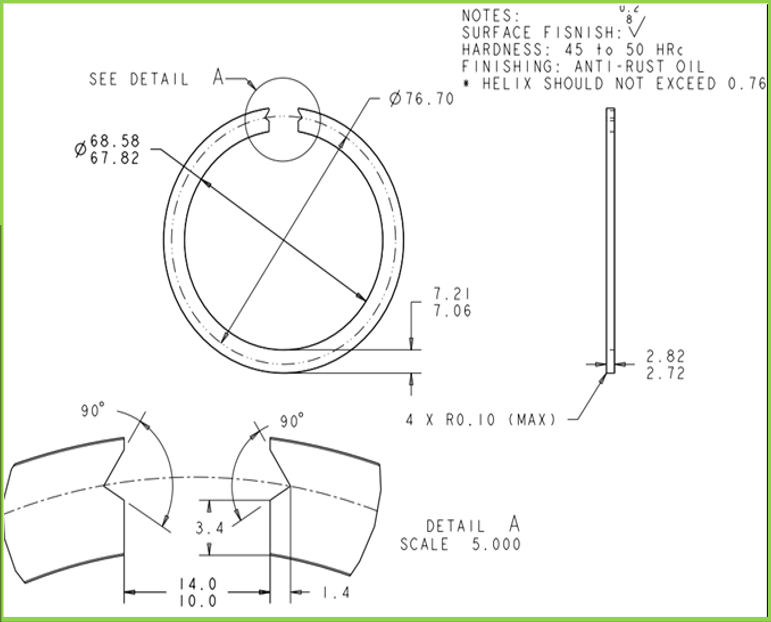 NOTES:
SURFACE FISNISH: 0.2
8
HARDNESS: 45 to 50 HRc
FINISHING: ANTI-RUST OIL
* HELIX SHOULD NOT EXCEED 0.76
SEE DETAIL A
Ø76.70
Ø68.58
67.82
7.21
7.06
2.82
2.72
4 X R0.10 (MAX)
90°
90°
3.4
DETAIL A
SCALE 5.000
14.0
10.0
1.4